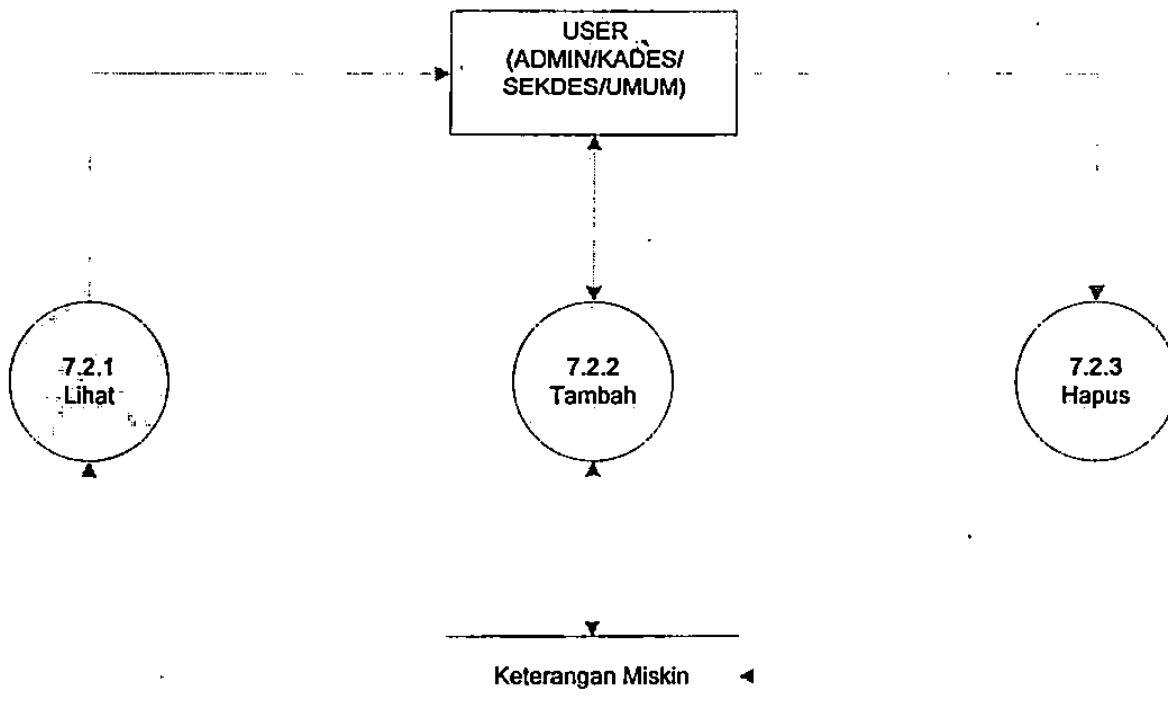 USER
(ADMIN/KADES/
SEKDES/UMUM)
7.2.1
Lihat
7.2.2
Tambah
7.2.3
Hapus
Keterangan Miskin